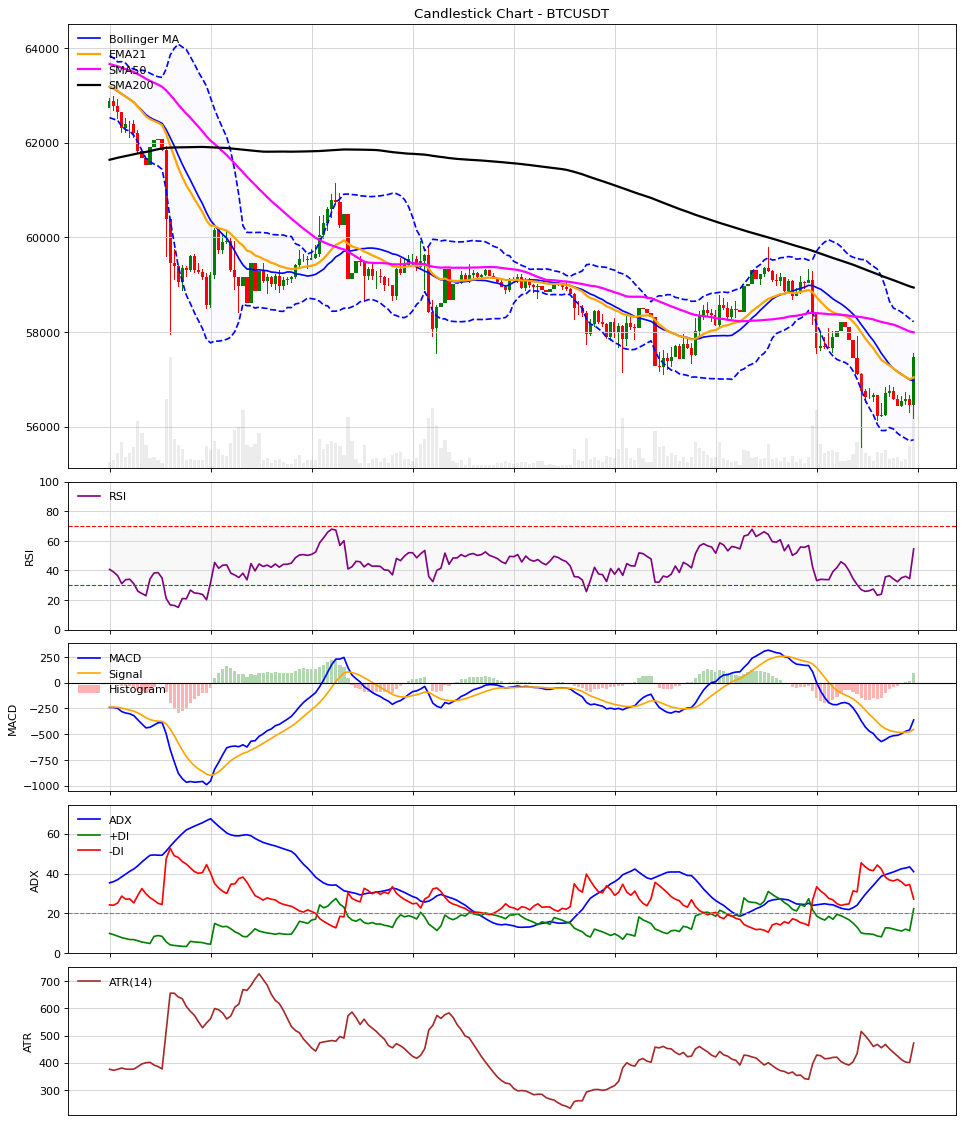 Candlestick Chart - BTCUSDT
64000
62000
60000
58000
56000
Bollinger MA
EMA21
SMA50
SMA200
100
80
60
40
20
0
RSI
RSI
250
0
−250
−500
−750
−1000
MACD
MACD
Signal
Histogram
60
40
20
0
ADX
ADX
+DI
-DI
700
600
500
400
300
ATR
ATR(14)